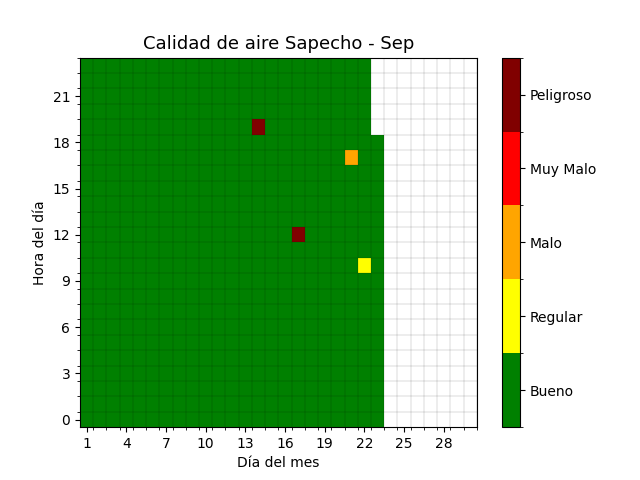 Calidad de aire Sapecho - Sep
Hora del día
21
18
15
12
9
6
3
0
1 4 7 10 13 16 19 22 25 28
Día del mes
Peligroso
Muy Malo
Malo
Regular
Bueno